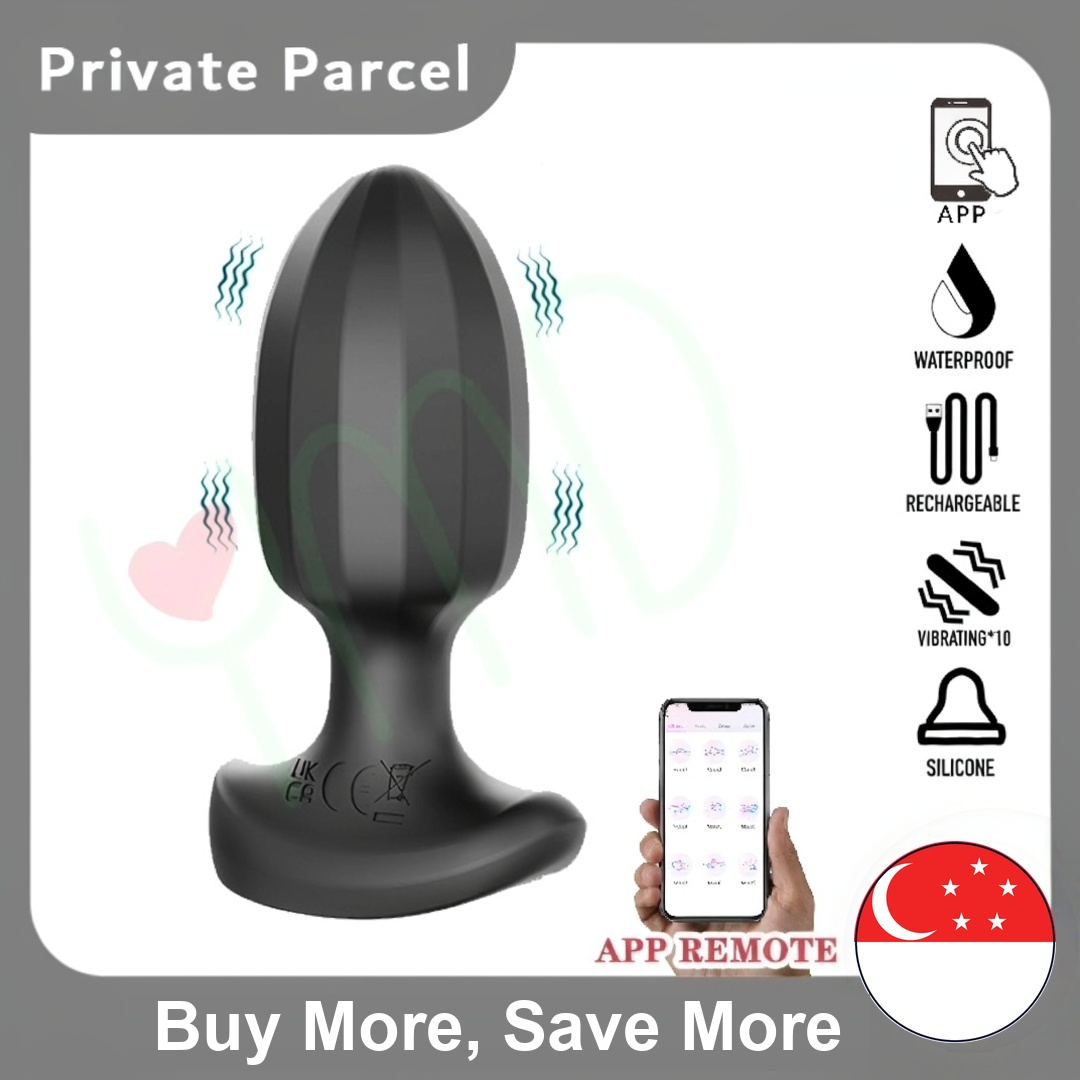 Private Parcel
APP
WATERPROOF
RECHARGEABLE
VIBRATING*10
SILICONE
UK
CA
CE
APP REMOTE
Buy More, Save More